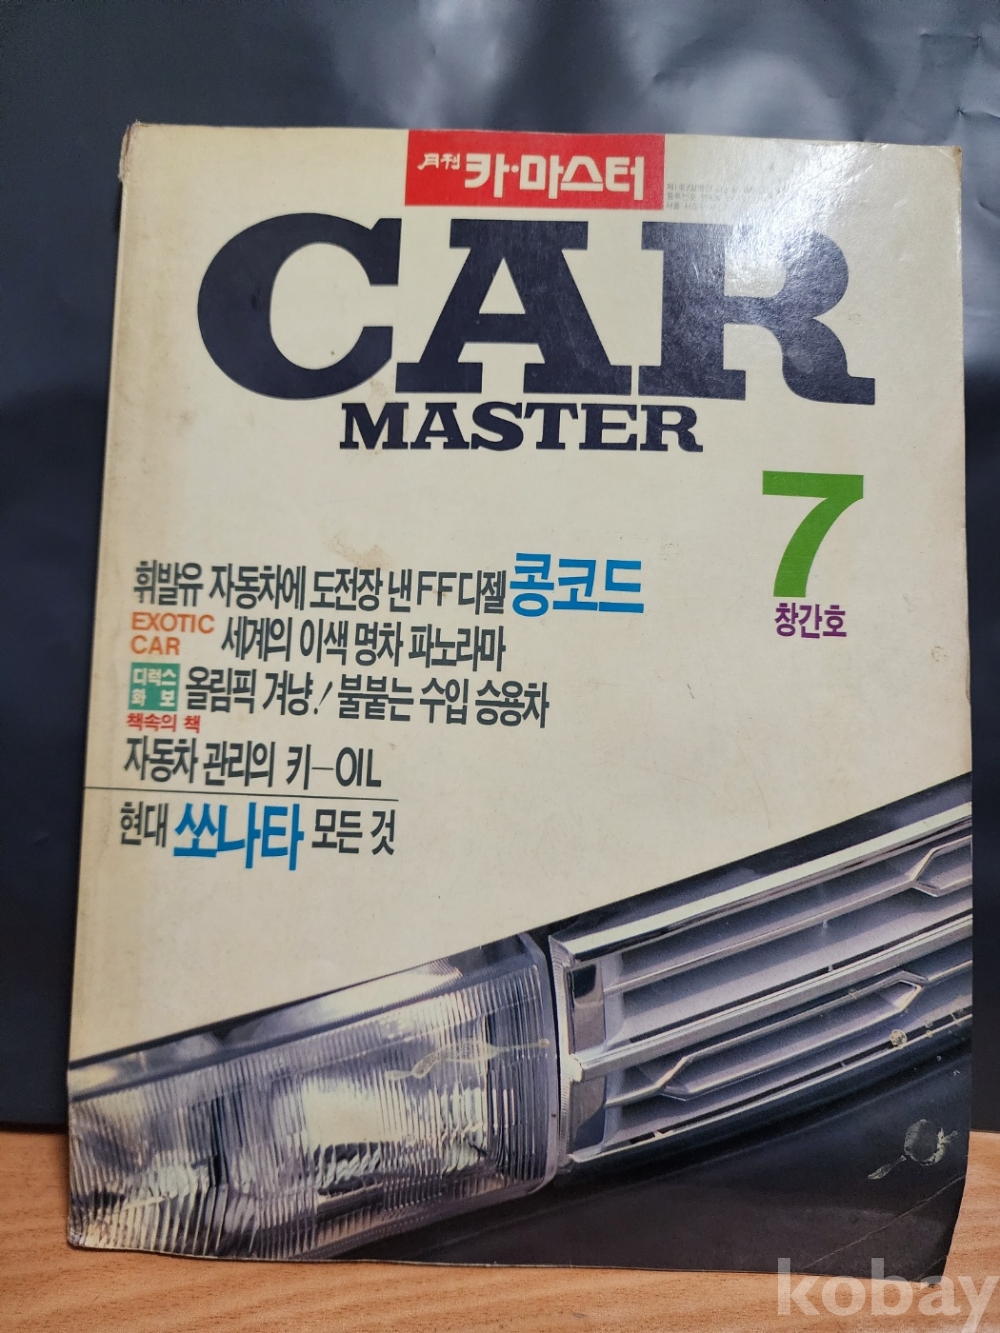 月刊 카·마스터
CAR
MASTER
7
창간호
휘발유 자동차에 도전장 낸 FF 디젤 콩코드
EXOTIC CAR 세계의 이색 명차 파노라마
디럭스 화보 올림픽 겨냥! 불붙는 수입 승용차
책속의 책
자동차 관리의 키—OIL
현대 쏘나타 모든 것
kobay